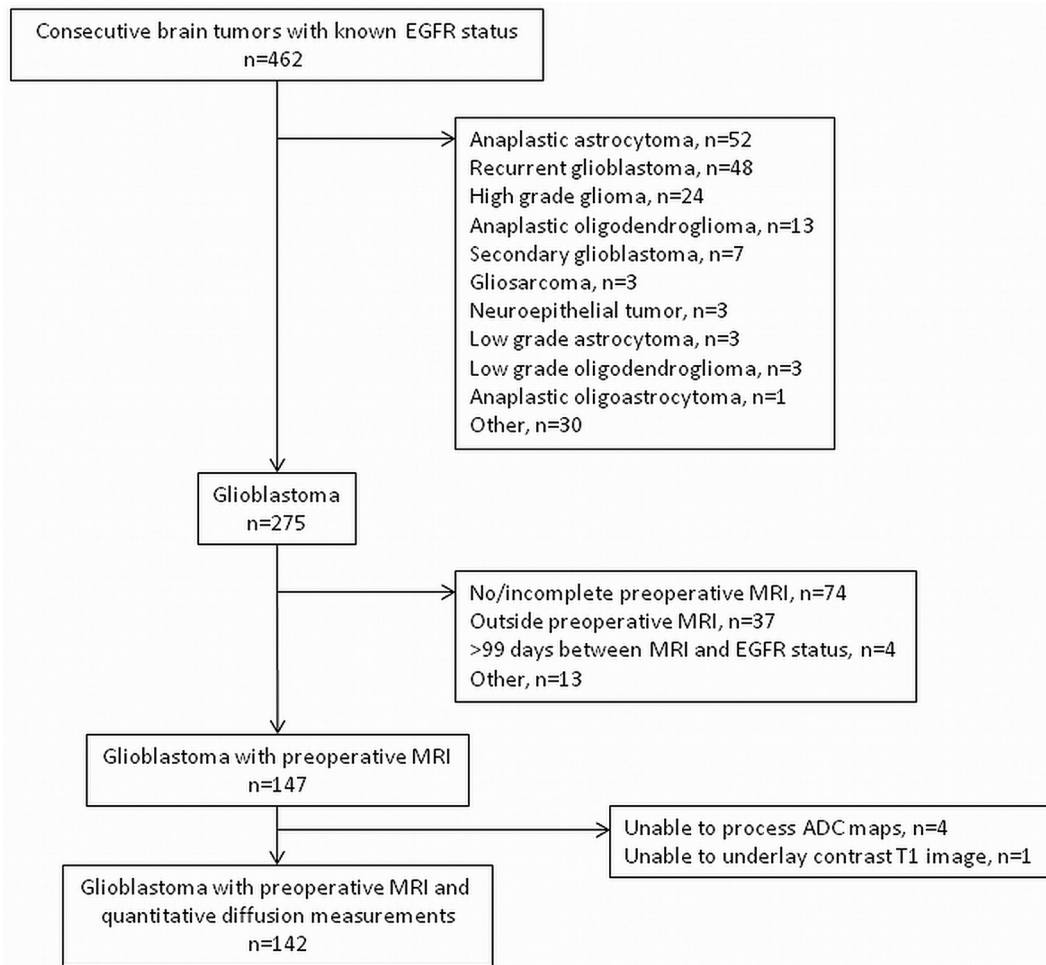 Consecutive brain tumors with known EGFR status
n=462
Anaplastic astrocytoma, n=52
Recurrent glioblastoma, n=48
High grade glioma, n=24
Anaplastic oligodendroglioma, n=13
Secondary glioblastoma, n=7
Gliosarcoma, n=3
Neuroepithelial tumor, n=3
Low grade astrocytoma, n=3
Low grade oligodendroglioma, n=3
Anaplastic oligoastrocytoma, n=1
Other, n=30
Glioblastoma
n=275
No/incomplete preoperative MRI, n=74
Outside preoperative MRI, n=37
>99 days between MRI and EGFR status, n=4
Other, n=13
Glioblastoma with preoperative MRI
n=147
Unable to process ADC maps, n=4
Unable to underlay contrast T1 image, n=1
Glioblastoma with preoperative MRI and
quantitative diffusion measurements
n=142